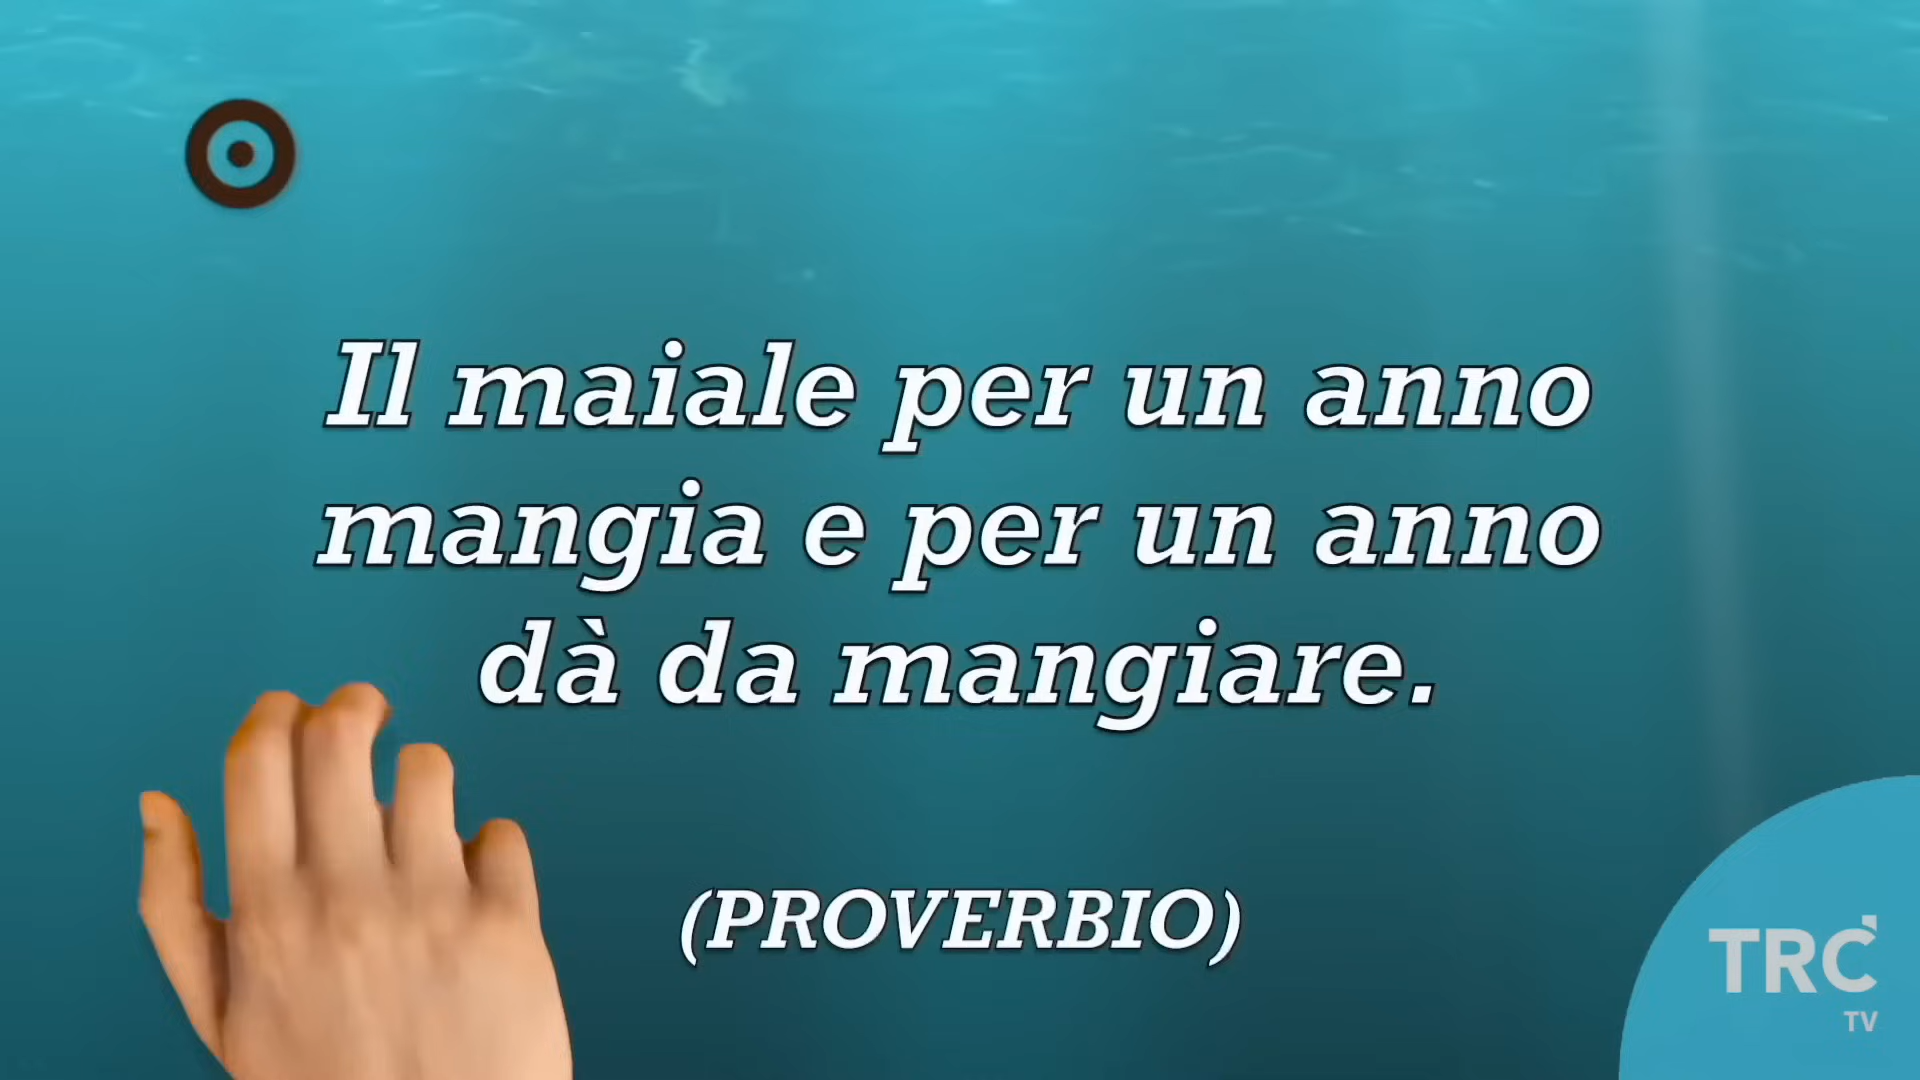 Il maiale per un anno
mangia e per un anno
dà da mangiare.
(PROVERBIO)
TRC
TV